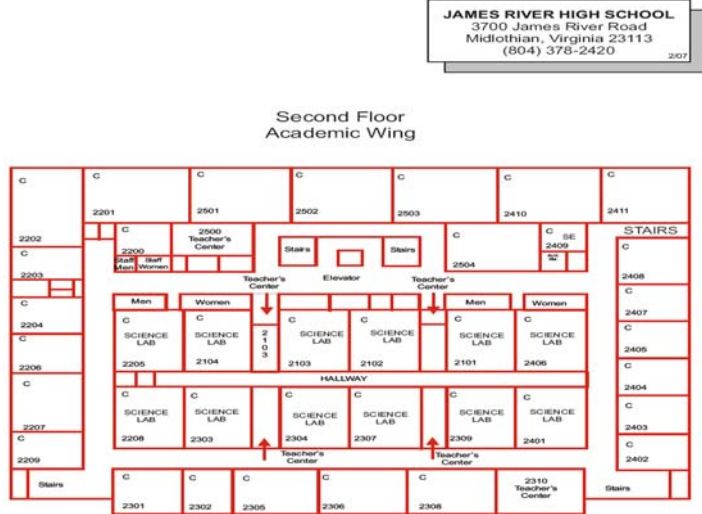 JAMES RIVER HIGH SCHOOL
3700 James River Road
Midlothian, Virginia 23113
(804) 378-2420
2/07
Second Floor
Academic Wing
C
2202
C
2201
C
2501
C
2502
C
2503
C
2410
C
2411
C
2200
2500
Teacher's
Center
Staff
Men
Staff
Women
Stairs
Elevator
Stairs
C
2504
C
SE
2409
STAIRS
C
2203
C
2204
C
2206
C
2207
C
2209
Stairs
Teacher's
Center
Teacher's
Center
Men
Women
Men
Women
C
SCIENCE
LAB
2205
C
SCIENCE
LAB
2104
2103
C
SCIENCE
LAB
2103
C
SCIENCE
LAB
2102
C
SCIENCE
LAB
2101
C
SCIENCE
LAB
2406
HALLWAY
C
SCIENCE
LAB
2208
C
SCIENCE
LAB
2303
C
SCIENCE
LAB
2304
C
SCIENCE
LAB
2307
C
SCIENCE
LAB
2309
C
SCIENCE
LAB
2401
Teacher's
Center
Teacher's
Center
C
2408
C
2407
C
2405
C
2404
C
2403
C
2402
Stairs
C
2301
C
2302
C
2305
C
2306
C
2308
2310
Teacher's
Center